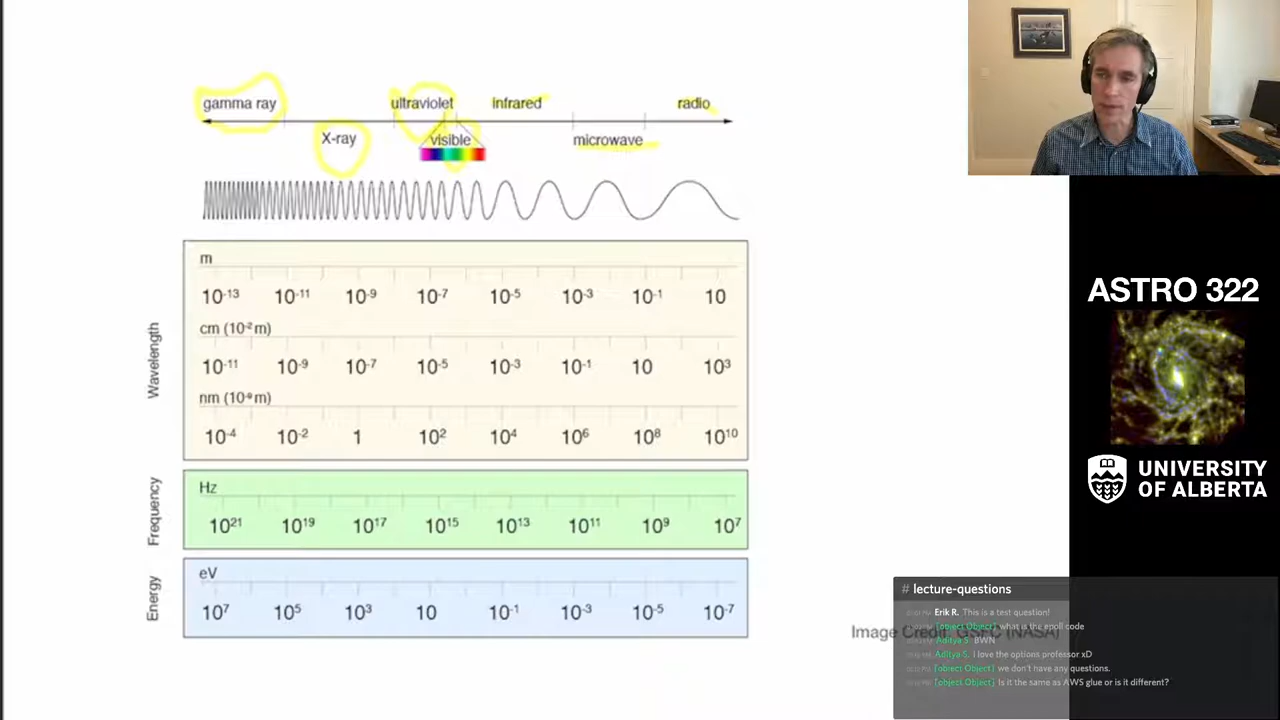 gamma ray ultraviolet infrared radio
X-ray visible microwave
m
10⁻¹³ 10⁻¹¹ 10⁻⁹ 10⁻⁷ 10⁻⁵ 10⁻³ 10⁻¹ 10
cm (10⁻²m)
10⁻¹¹ 10⁻⁹ 10⁻⁷ 10⁻⁵ 10⁻³ 10⁻¹ 10 10³
nm (10⁻⁹m)
10⁻⁴ 10⁻² 1 10² 10⁴ 10⁶ 10⁸ 10¹⁰
Wavelength
Hz
10²¹ 10¹⁹ 10¹⁷ 10¹⁵ 10¹³ 10¹¹ 10⁹ 10⁷
Frequency
eV
10⁷ 10⁵ 10³ 10 10⁻¹ 10⁻³ 10⁻⁵ 10⁻⁷
Energy
Image Credit: GSFC (NASA)
ASTRO 322
UNIVERSITY
OF ALBERTA
# lecture-questions
Erik R. This is a test question!
[object Object] what is the epoll code
Aditya S. BWN
Aditya S. I love the options professor xD
[object Object] we don't have any questions.
[object Object] Is it the same as AWS glue or is it different?